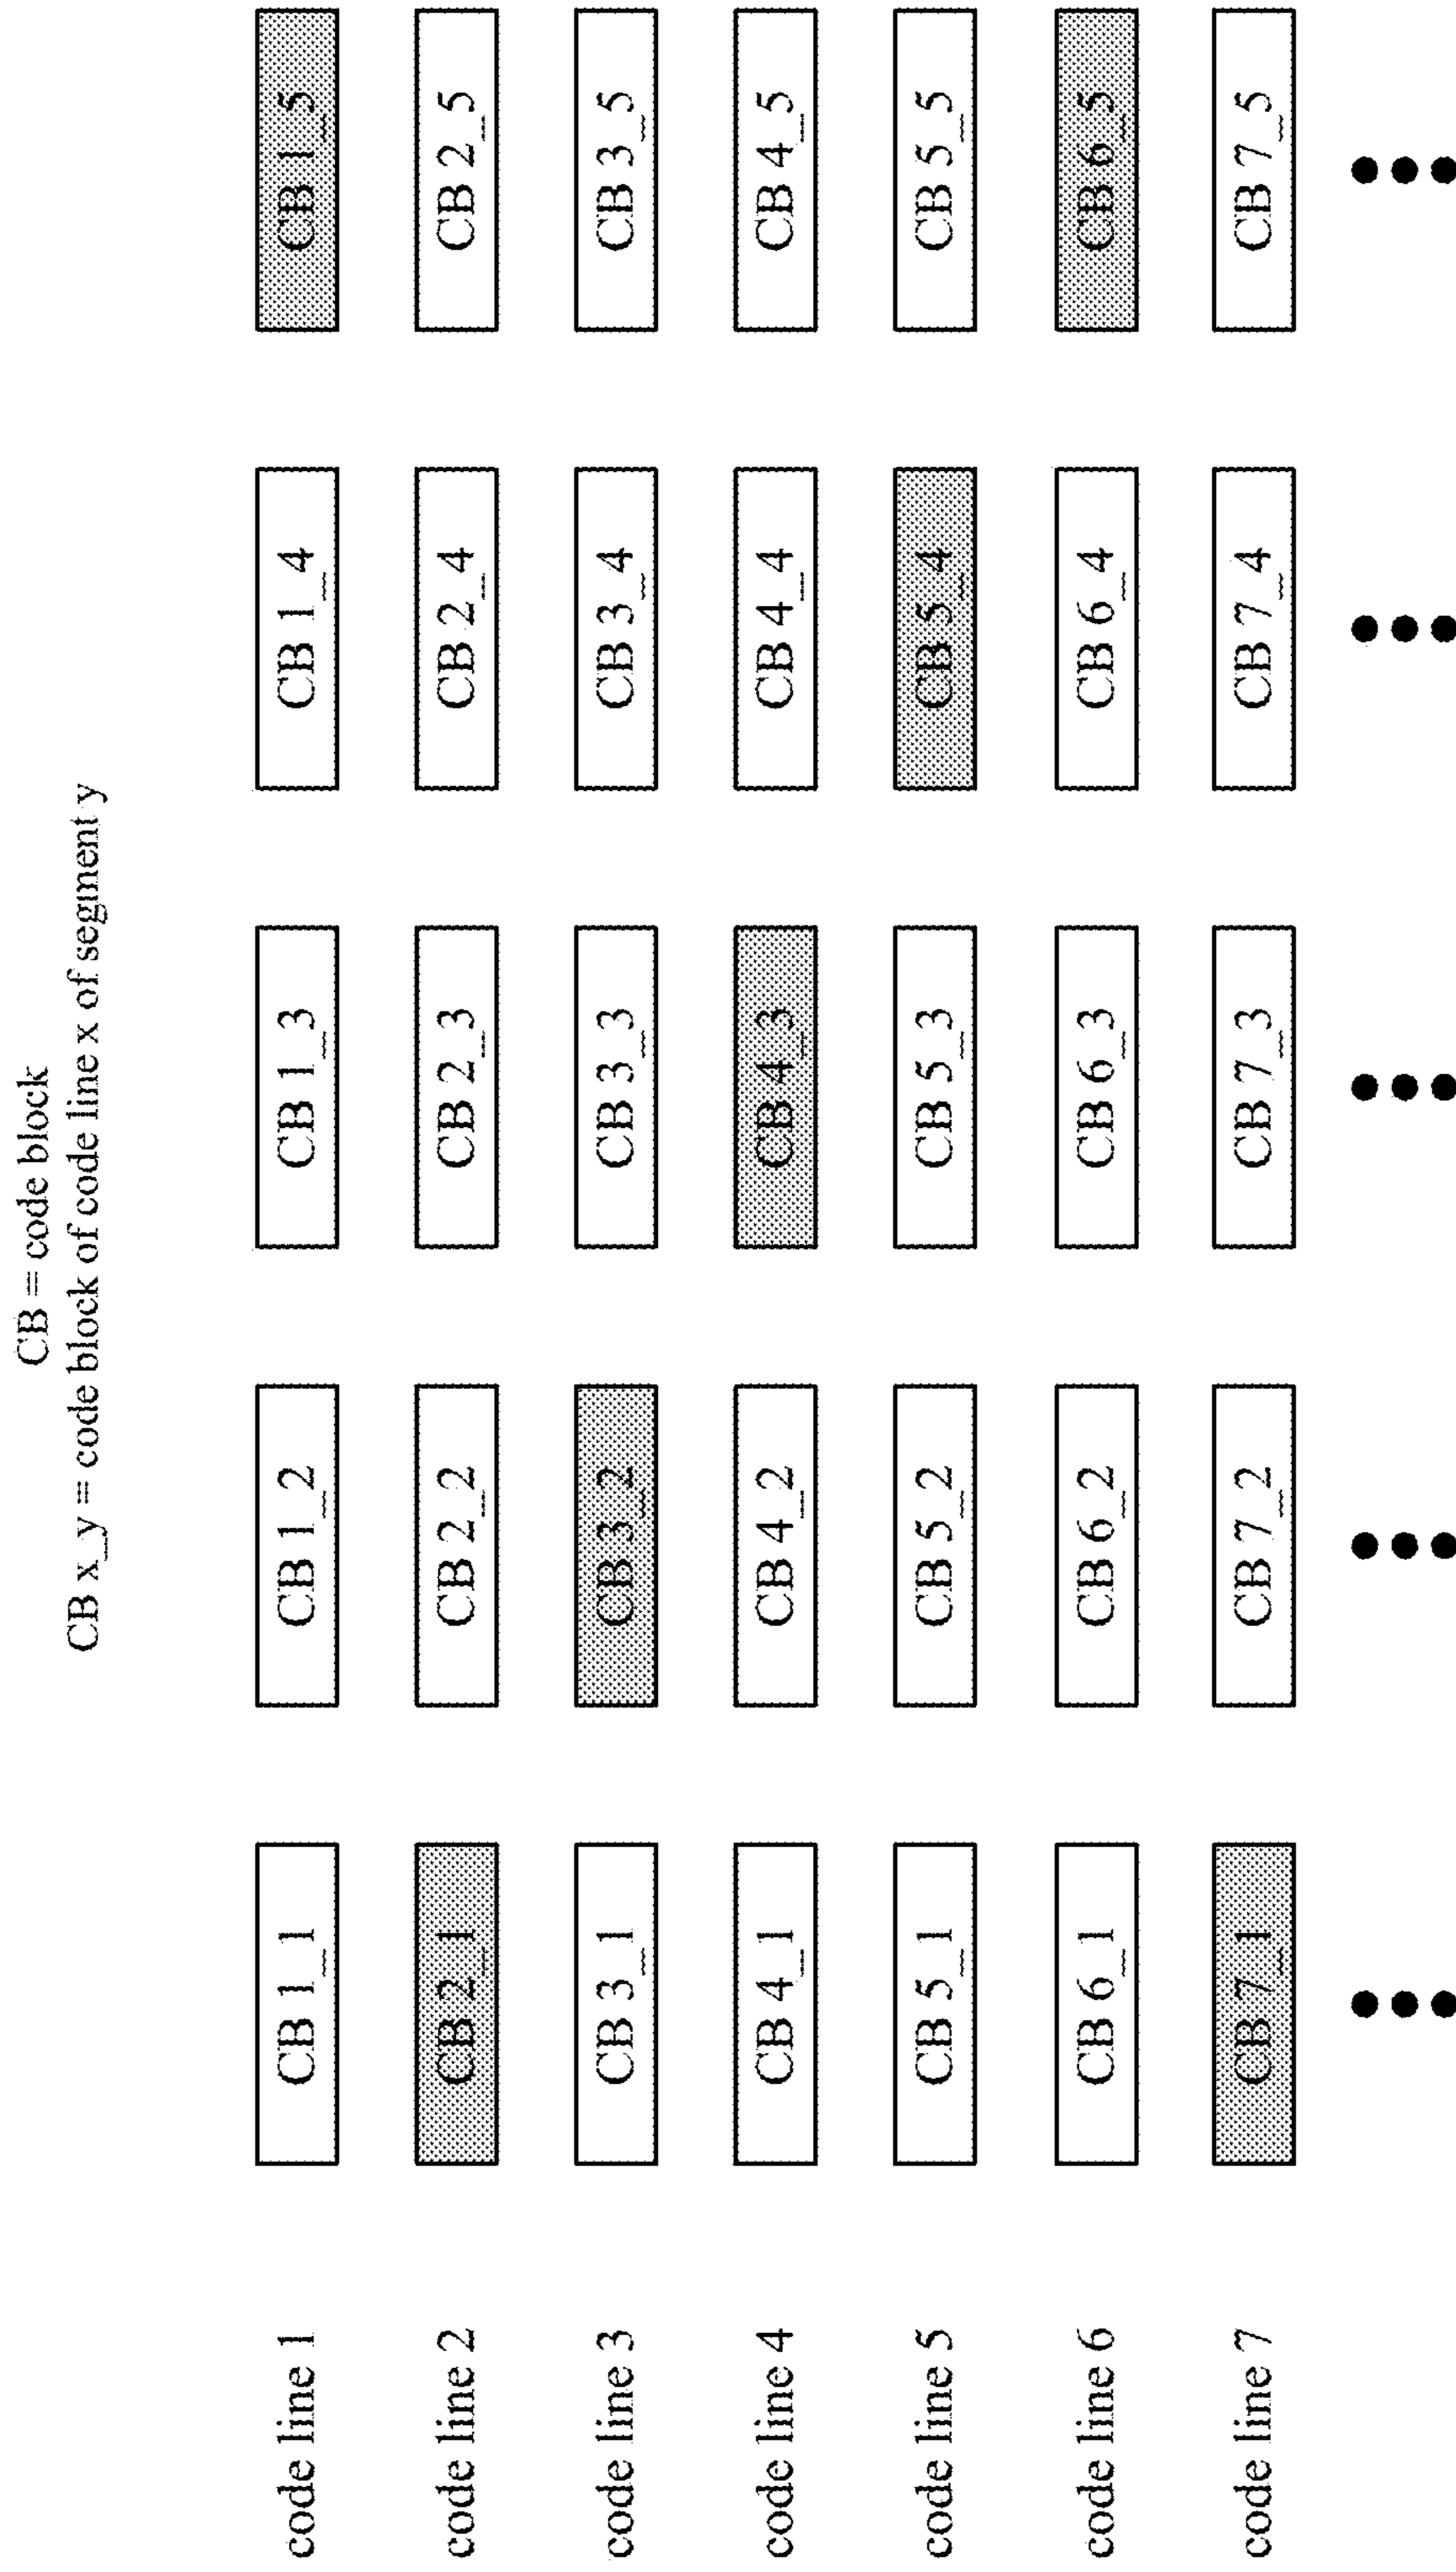 CB = code block
CB x_y = code block of code line x of segment y
code line 1 CB 1_1 CB 1_2 CB 1_3 CB 1_4 CB 1_5
code line 2 CB 2_1 CB 2_2 CB 2_3 CB 2_4 CB 2_5
code line 3 CB 3_1 CB 3_2 CB 3_3 CB 3_4 CB 3_5
code line 4 CB 4_1 CB 4_2 CB 4_3 CB 4_4 CB 4_5
code line 5 CB 5_1 CB 5_2 CB 5_3 CB 5_4 CB 5_5
code line 6 CB 6_1 CB 6_2 CB 6_3 CB 6_4 CB 6_5
code line 7 CB 7_1 CB 7_2 CB 7_3 CB 7_4 CB 7_5